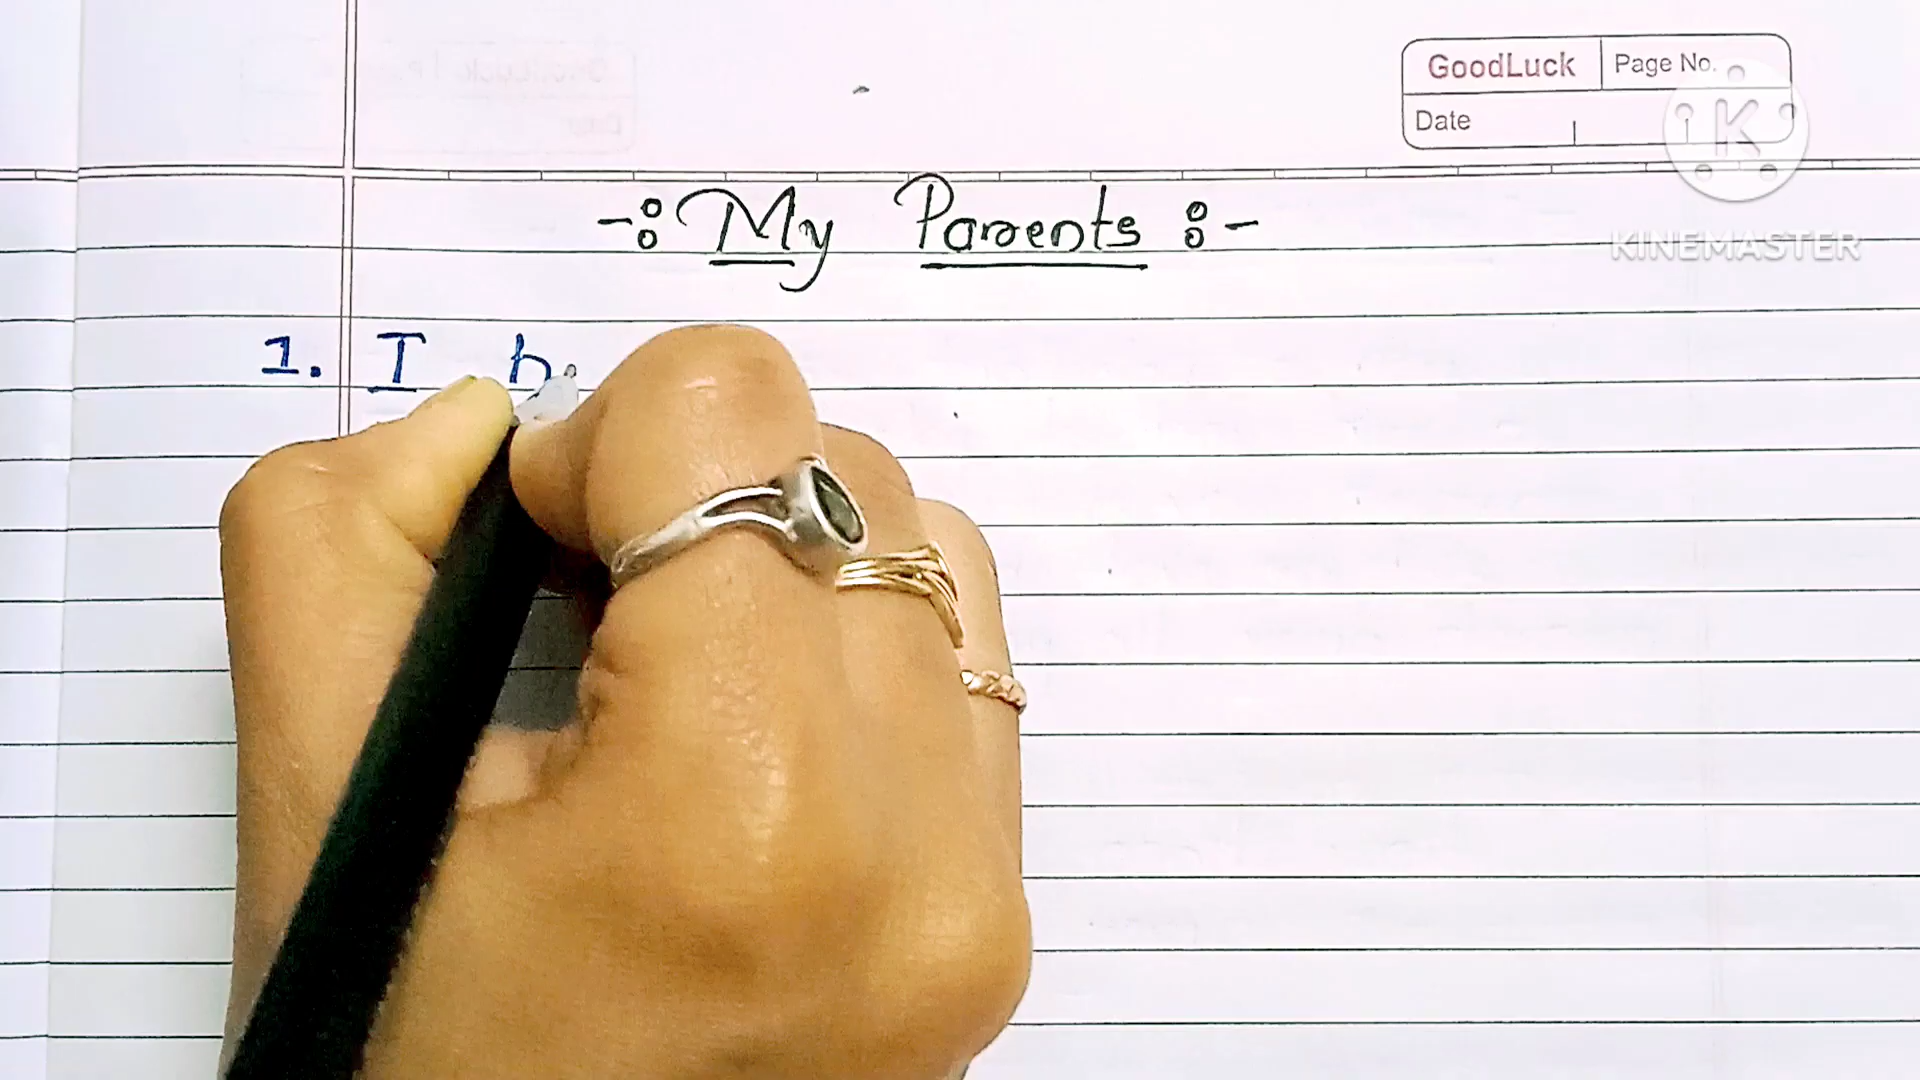 GoodLuck Page No.
Date
K
KINEMASTER
-: My Parents :-
1. I h